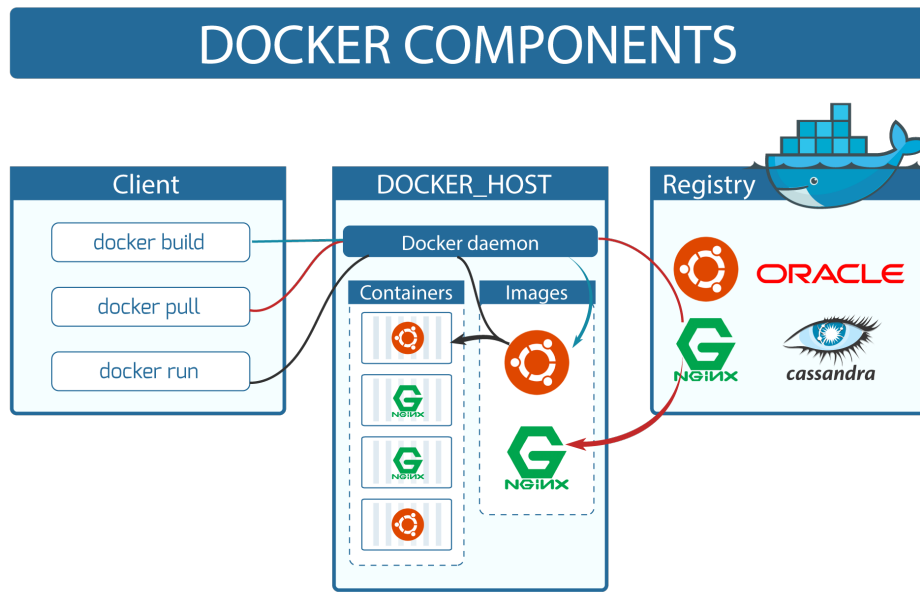 DOCKER COMPONENTS
Client
docker build
docker pull
docker run
DOCKER_HOST
Docker daemon
Containers
NGiNX
NGiNX
Images
NGiNX
Registry
ORACLE
NGiNX
cassandra